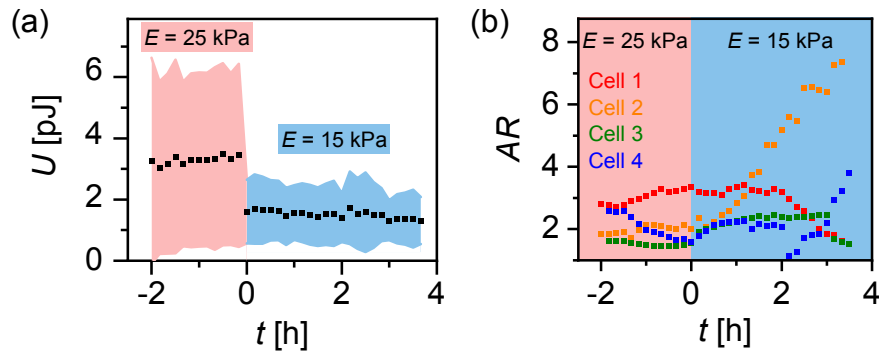 (a)
E = 25 kPa
E = 15 kPa
U [pJ]
6
4
2
0
-2
0
2
4
t [h]
(b)
E = 25 kPa
E = 15 kPa
Cell 1
Cell 2
Cell 3
Cell 4
AR
8
6
4
2
-2
0
2
4
t [h]